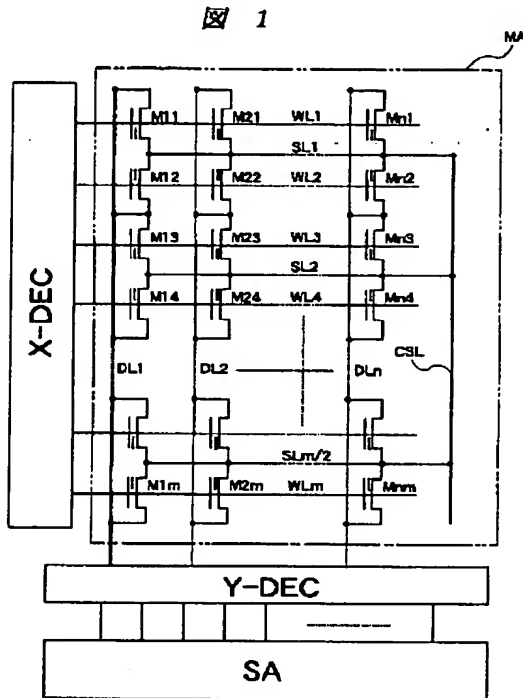 図 1
MA
M11 M21 WL1 Mn1
SL1
M12 M22 WL2 Mn2
M13 M23 WL3 Mn3
SL2
M14 M24 WL4 Mn4
X-DEC
DL1 DL2 DLn CSL
SLm/2
M1m M2m WLm Mnm
Y-DEC
SA